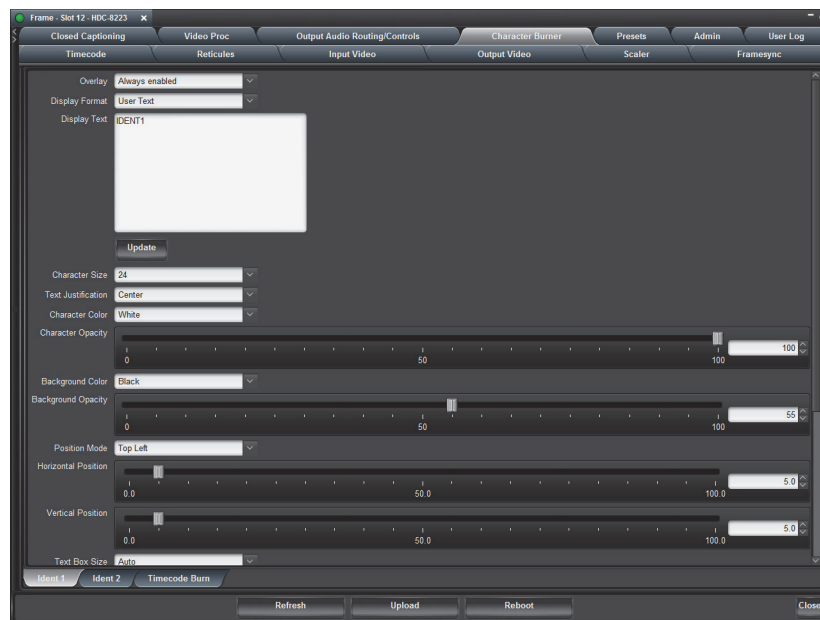 Frame - Slot 12 - HDC-8223 ×
Closed Captioning Video Proc Output Audio Routing/Controls Character Burner Presets Admin User Log
Timecode Reticules Input Video Output Video Scaler Framesync
Overlay Always enabled
Display Format User Text
Display Text IDENT1
Update
Character Size 24
Text Justification Center
Character Color White
Character Opacity
100
0 50 100
Background Color Black
Background Opacity
55
0 50 100
Position Mode Top Left
Horizontal Position
5.0
0.0 50.0 100.0
Vertical Position
5.0
0.0 50.0 100.0
Text Box Size Auto
Ident 1 Ident 2 Timecode Burn
Refresh Upload Reboot Close